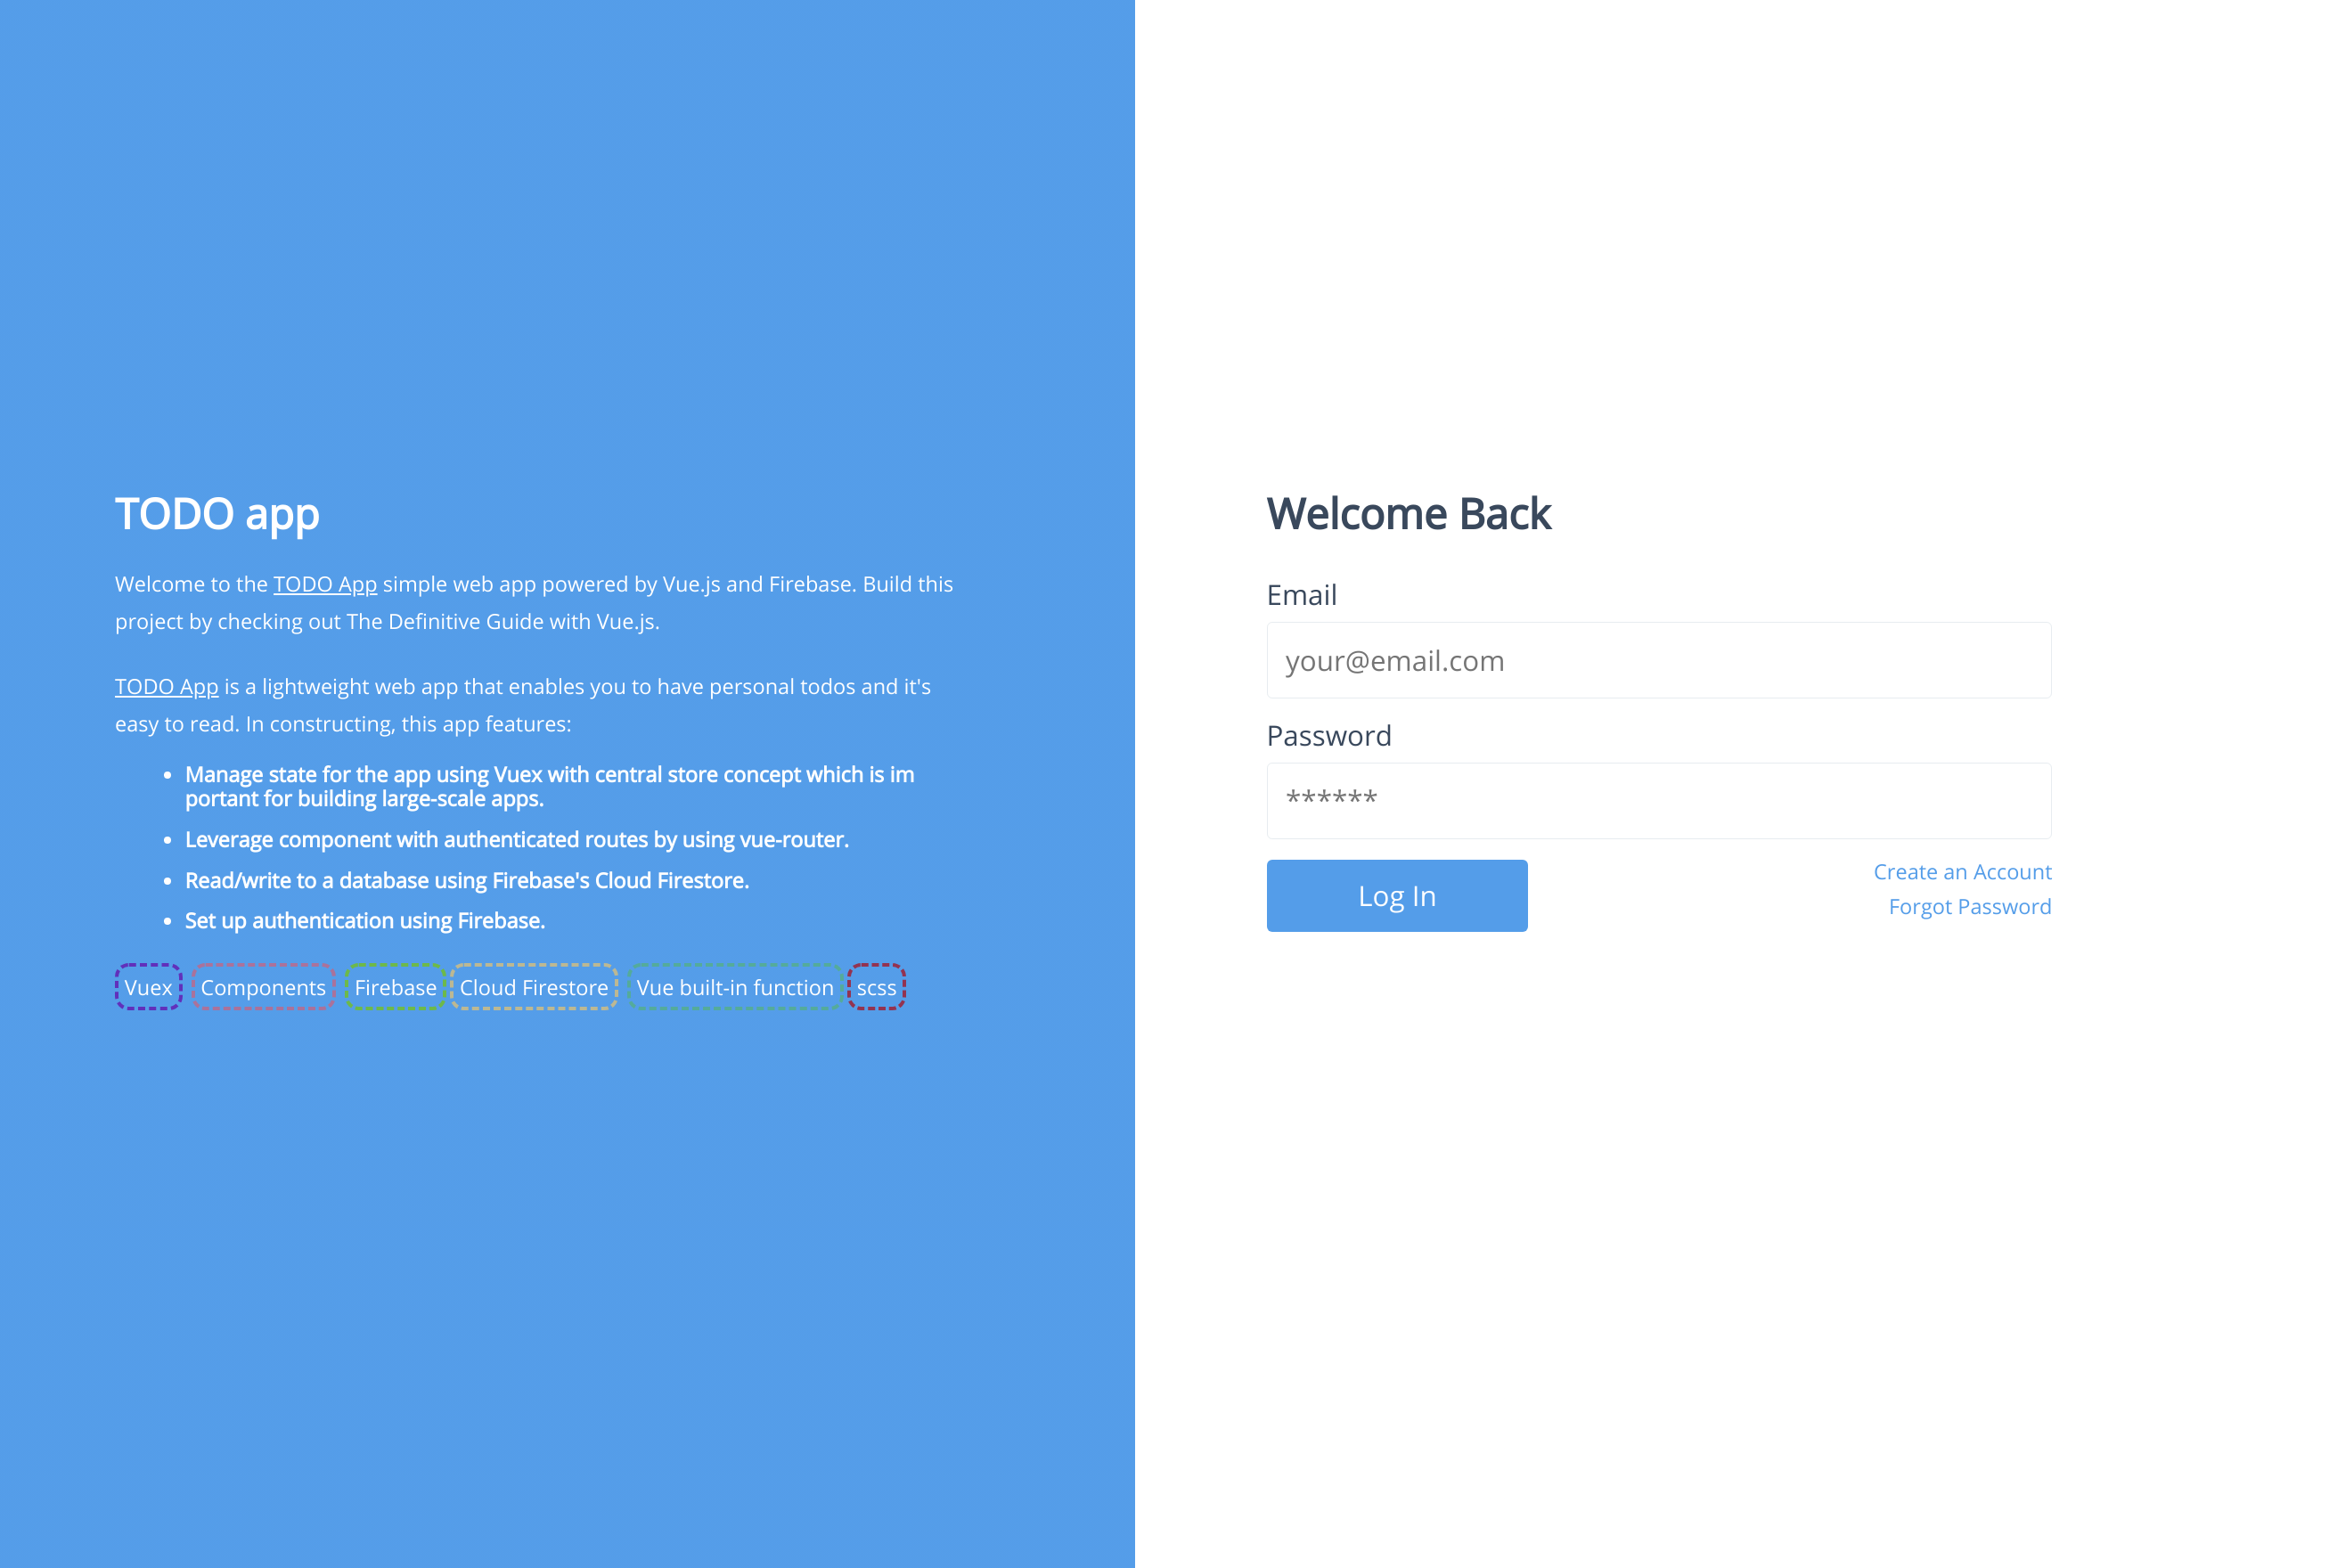 TODO app
Welcome to the TODO App simple web app powered by Vue.js and Firebase. Build this
project by checking out The Definitive Guide with Vue.js.
TODO App is a lightweight web app that enables you to have personal todos and it's
easy to read. In constructing, this app features:
• Manage state for the app using Vuex with central store concept which is im
portant for building large-scale apps.
• Leverage component with authenticated routes by using vue-router.
• Read/write to a database using Firebase's Cloud Firestore.
• Set up authentication using Firebase.
Vuex Components Firebase Cloud Firestore Vue built-in function scss
Welcome Back
Email
your@email.com
Password
******
Log In
Create an Account
Forgot Password